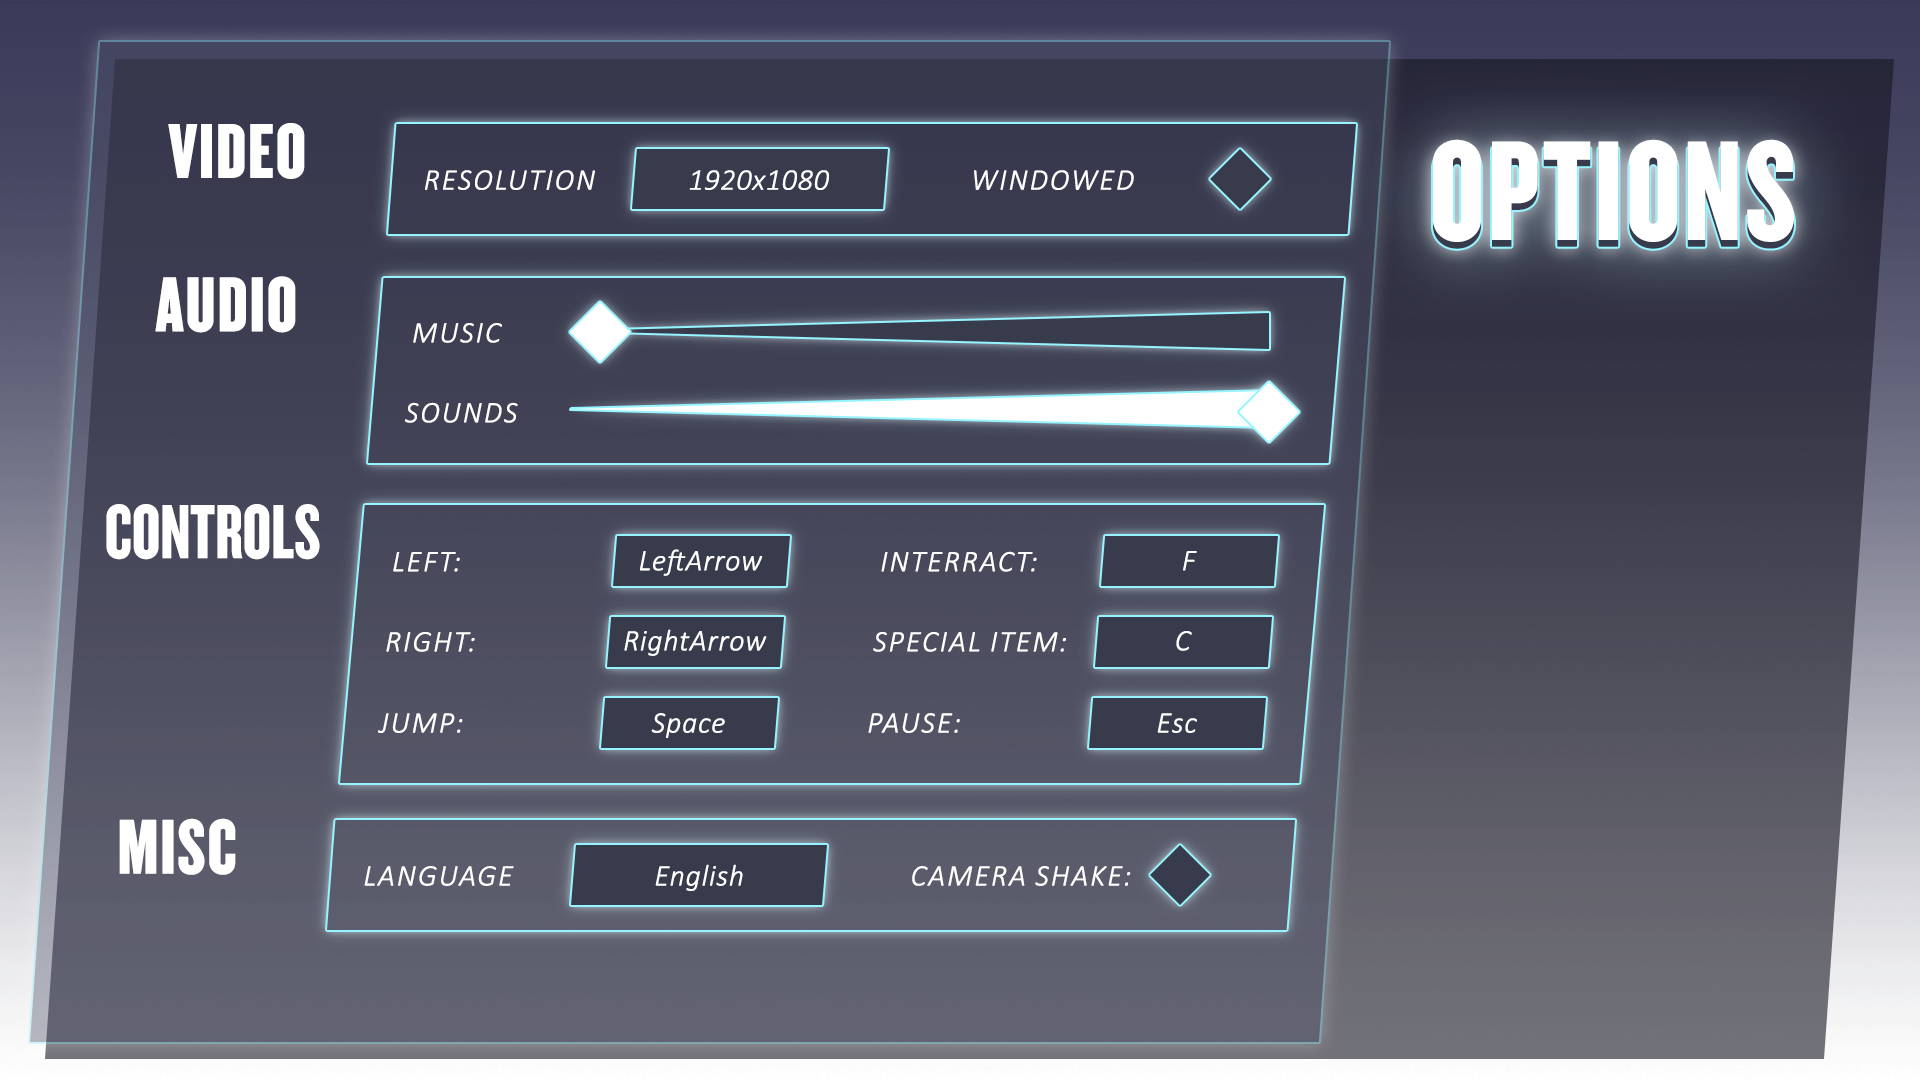 OPTIONS
VIDEO
RESOLUTION 1920x1080 WINDOWED
AUDIO
MUSIC
SOUNDS
CONTROLS
LEFT: LeftArrow INTERRACT: F
RIGHT: RightArrow SPECIAL ITEM: C
JUMP: Space PAUSE: Esc
MISC
LANGUAGE English CAMERA SHAKE: